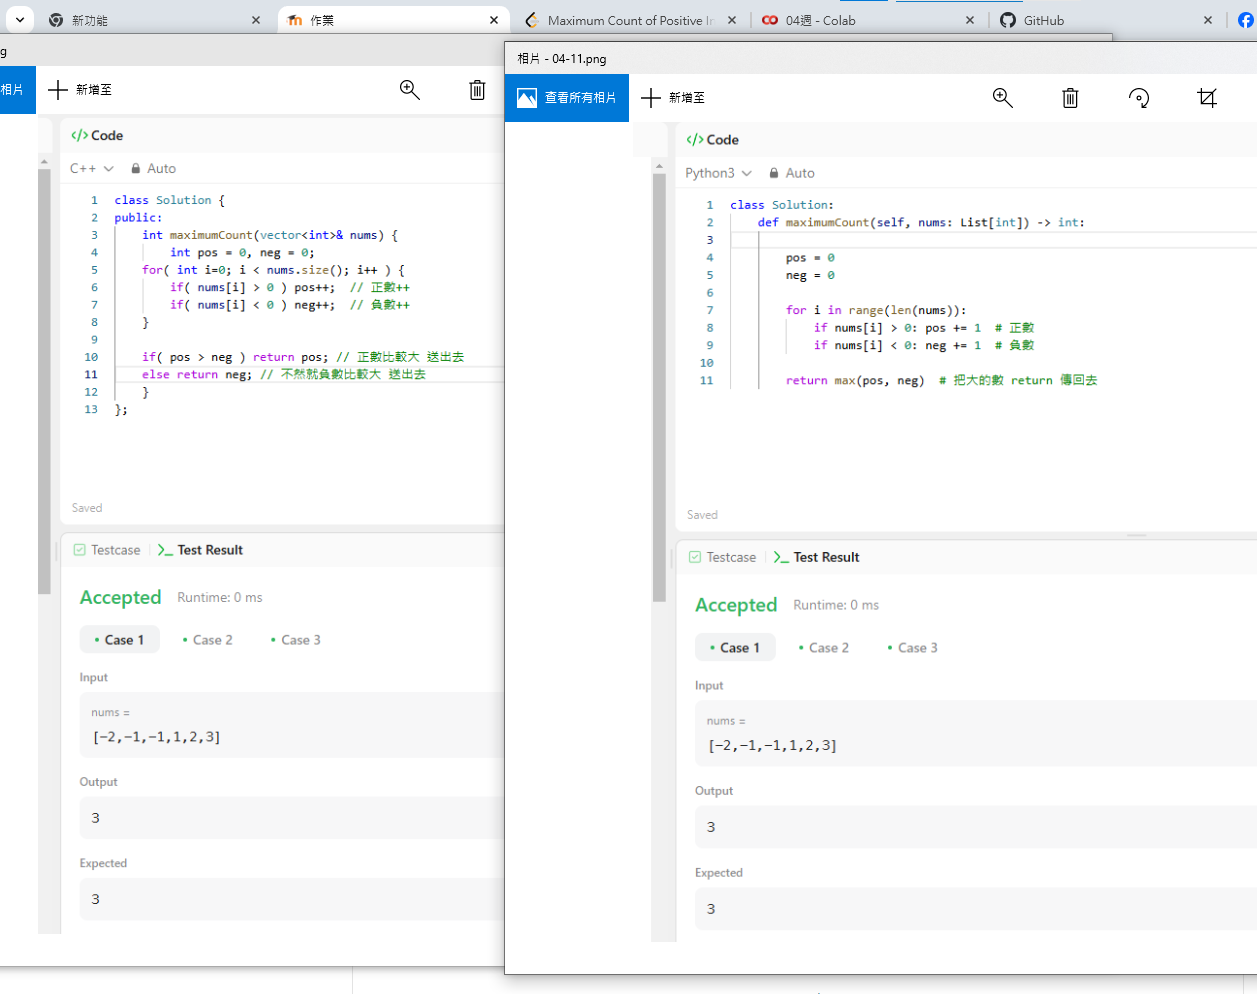 新功能
作業
Maximum Count of Positive In
04週 - Colab
GitHub
g
相片
新增至
</>Code
C++
Auto
1 class Solution {
2 public:
3     int maximumCount(vector<int>& nums) {
4         int pos = 0, neg = 0;
5     for( int i=0; i < nums.size(); i++ ) {
6         if( nums[i] > 0 ) pos++;  // 正數++
7         if( nums[i] < 0 ) neg++;  // 負數++
8     }
9
10     if( pos > neg ) return pos; // 正數比較大 送出去
11     else return neg; // 不然就負數比較大 送出去
12     }
13 };
Saved
Testcase
>_ Test Result
Accepted
Runtime: 0 ms
• Case 1
• Case 2
• Case 3
Input
nums =
[-2,-1,-1,1,2,3]
Output
3
Expected
3
相片 - 04-11.png
查看所有相片
新增至
</>Code
Python3
Auto
1 class Solution:
2     def maximumCount(self, nums: List[int]) -> int:
3
4         pos = 0
5         neg = 0
6
7         for i in range(len(nums)):
8             if nums[i] > 0: pos += 1  # 正數
9             if nums[i] < 0: neg += 1  # 負數
10
11         return max(pos, neg)  # 把大的數 return 傳回去
Saved
Testcase
>_ Test Result
Accepted
Runtime: 0 ms
• Case 1
• Case 2
• Case 3
Input
nums =
[-2,-1,-1,1,2,3]
Output
3
Expected
3